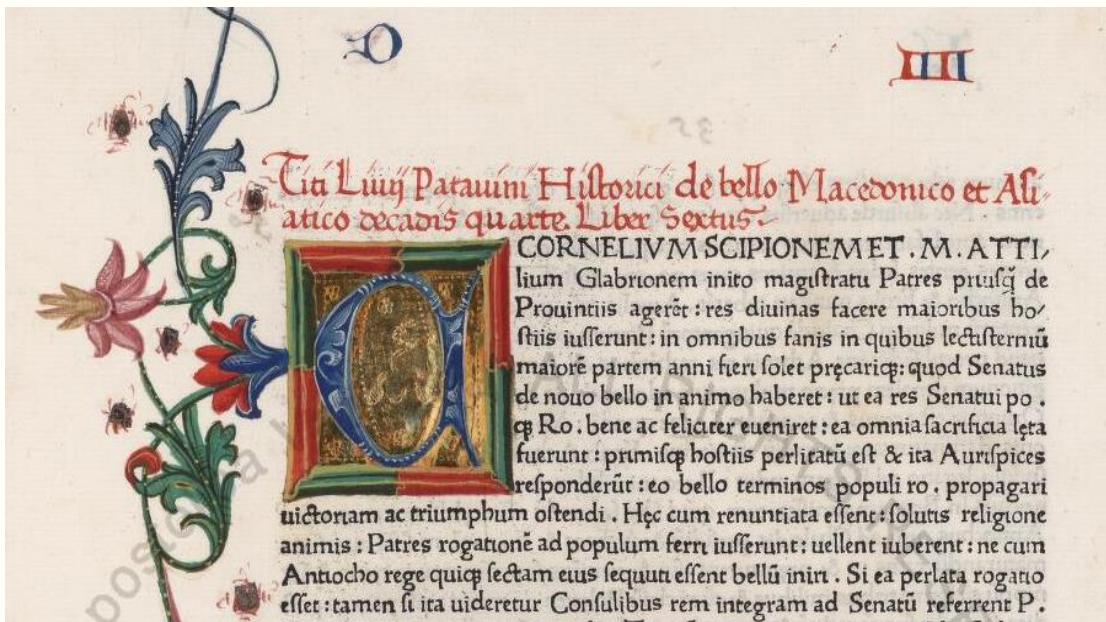 D IIII
Titi Liuij Patauini Historici de bello Macedonico et Asi-
atico decadis quarte. Liber Sextus
CORNELIVM SCIPIONEM ET . M . ATTI/
lium Glabrionem inito magiſtratu Patres priuſq̃ de
Prouintiis agerēt : res diuinas facere maioribus ho/
ſtiis iuſſerunt : in omnibus fanis in quibus lectiſterniū
maiorē partem anni fieri ſolet pręcariq; : quod Senatus
de nouo bello in animo haberet : ut ea res Senatui po .
q; Ro . bene ac feliciter eueniret : ea omnia ſacrificia lęta
fuerunt : primiſq; hoſtiis perlitatū eſt & ita Auriſpices
reſponderūt : eo bello terminos populi ro . propagari
uictoriam ac triumphum oſtendi . Hęc cum renuntiata eſſent : ſolutis religione
animis : Patres rogationē ad populum ferri iuſſerunt : uellent iuberent : ne cum
Antiocho rege quiq; ſectam eius ſequuti eſſent bellū iniri . Si ea perlata rogatio
eſſet : tamen ſi ita uideretur Conſulibus rem integram ad Senatū referrent P .